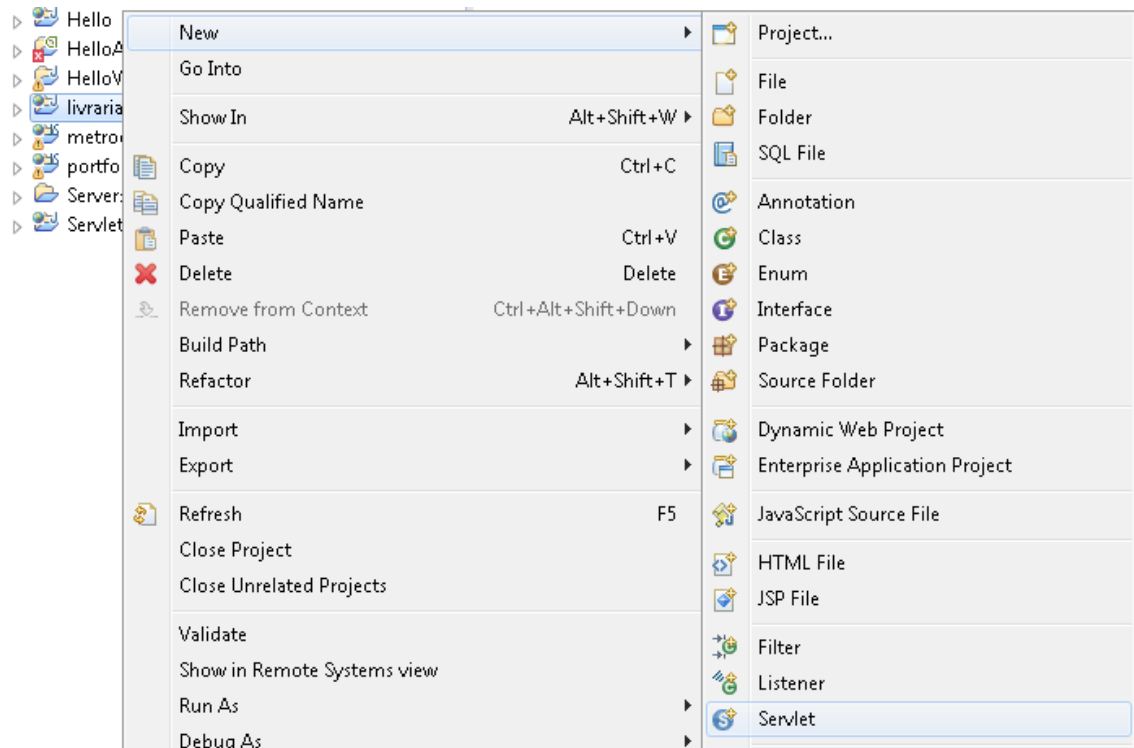 Hello
HelloA
HelloW
livraria
metro
portfo
Server
Servlet
New
Go Into
Show In Alt+Shift+W
Copy Ctrl+C
Copy Qualified Name
Paste Ctrl+V
Delete Delete
Remove from Context Ctrl+Alt+Shift+Down
Build Path
Refactor Alt+Shift+T
Import
Export
Refresh F5
Close Project
Close Unrelated Projects
Validate
Show in Remote Systems view
Run As
Debug As
Project...
File
Folder
SQL File
Annotation
Class
Enum
Interface
Package
Source Folder
Dynamic Web Project
Enterprise Application Project
JavaScript Source File
HTML File
JSP File
Filter
Listener
Servlet